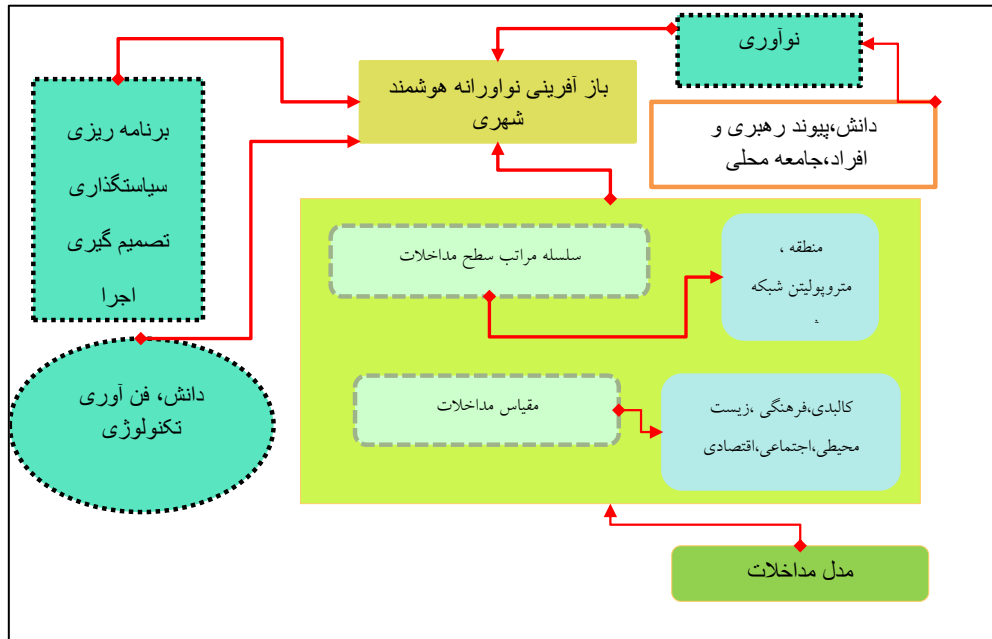 نوآوری
باز آفرینی نواورانه هوشمند
شهری
دانش،پیوند رهبری و
افراد،جامعه محلی
برنامه ریزی
سیاستگذاری
تصمیم گیری
اجرا
سلسله مراتب سطح مداخلات
منطقه ،
متروپولیتن شبکه
دانش، فن آوری
تکنولوژی
مقیاس مداخلات
کالبدی،فرهنگی ،زیست
محیطی،اجتماعی،اقتصادی
مدل مداخلات